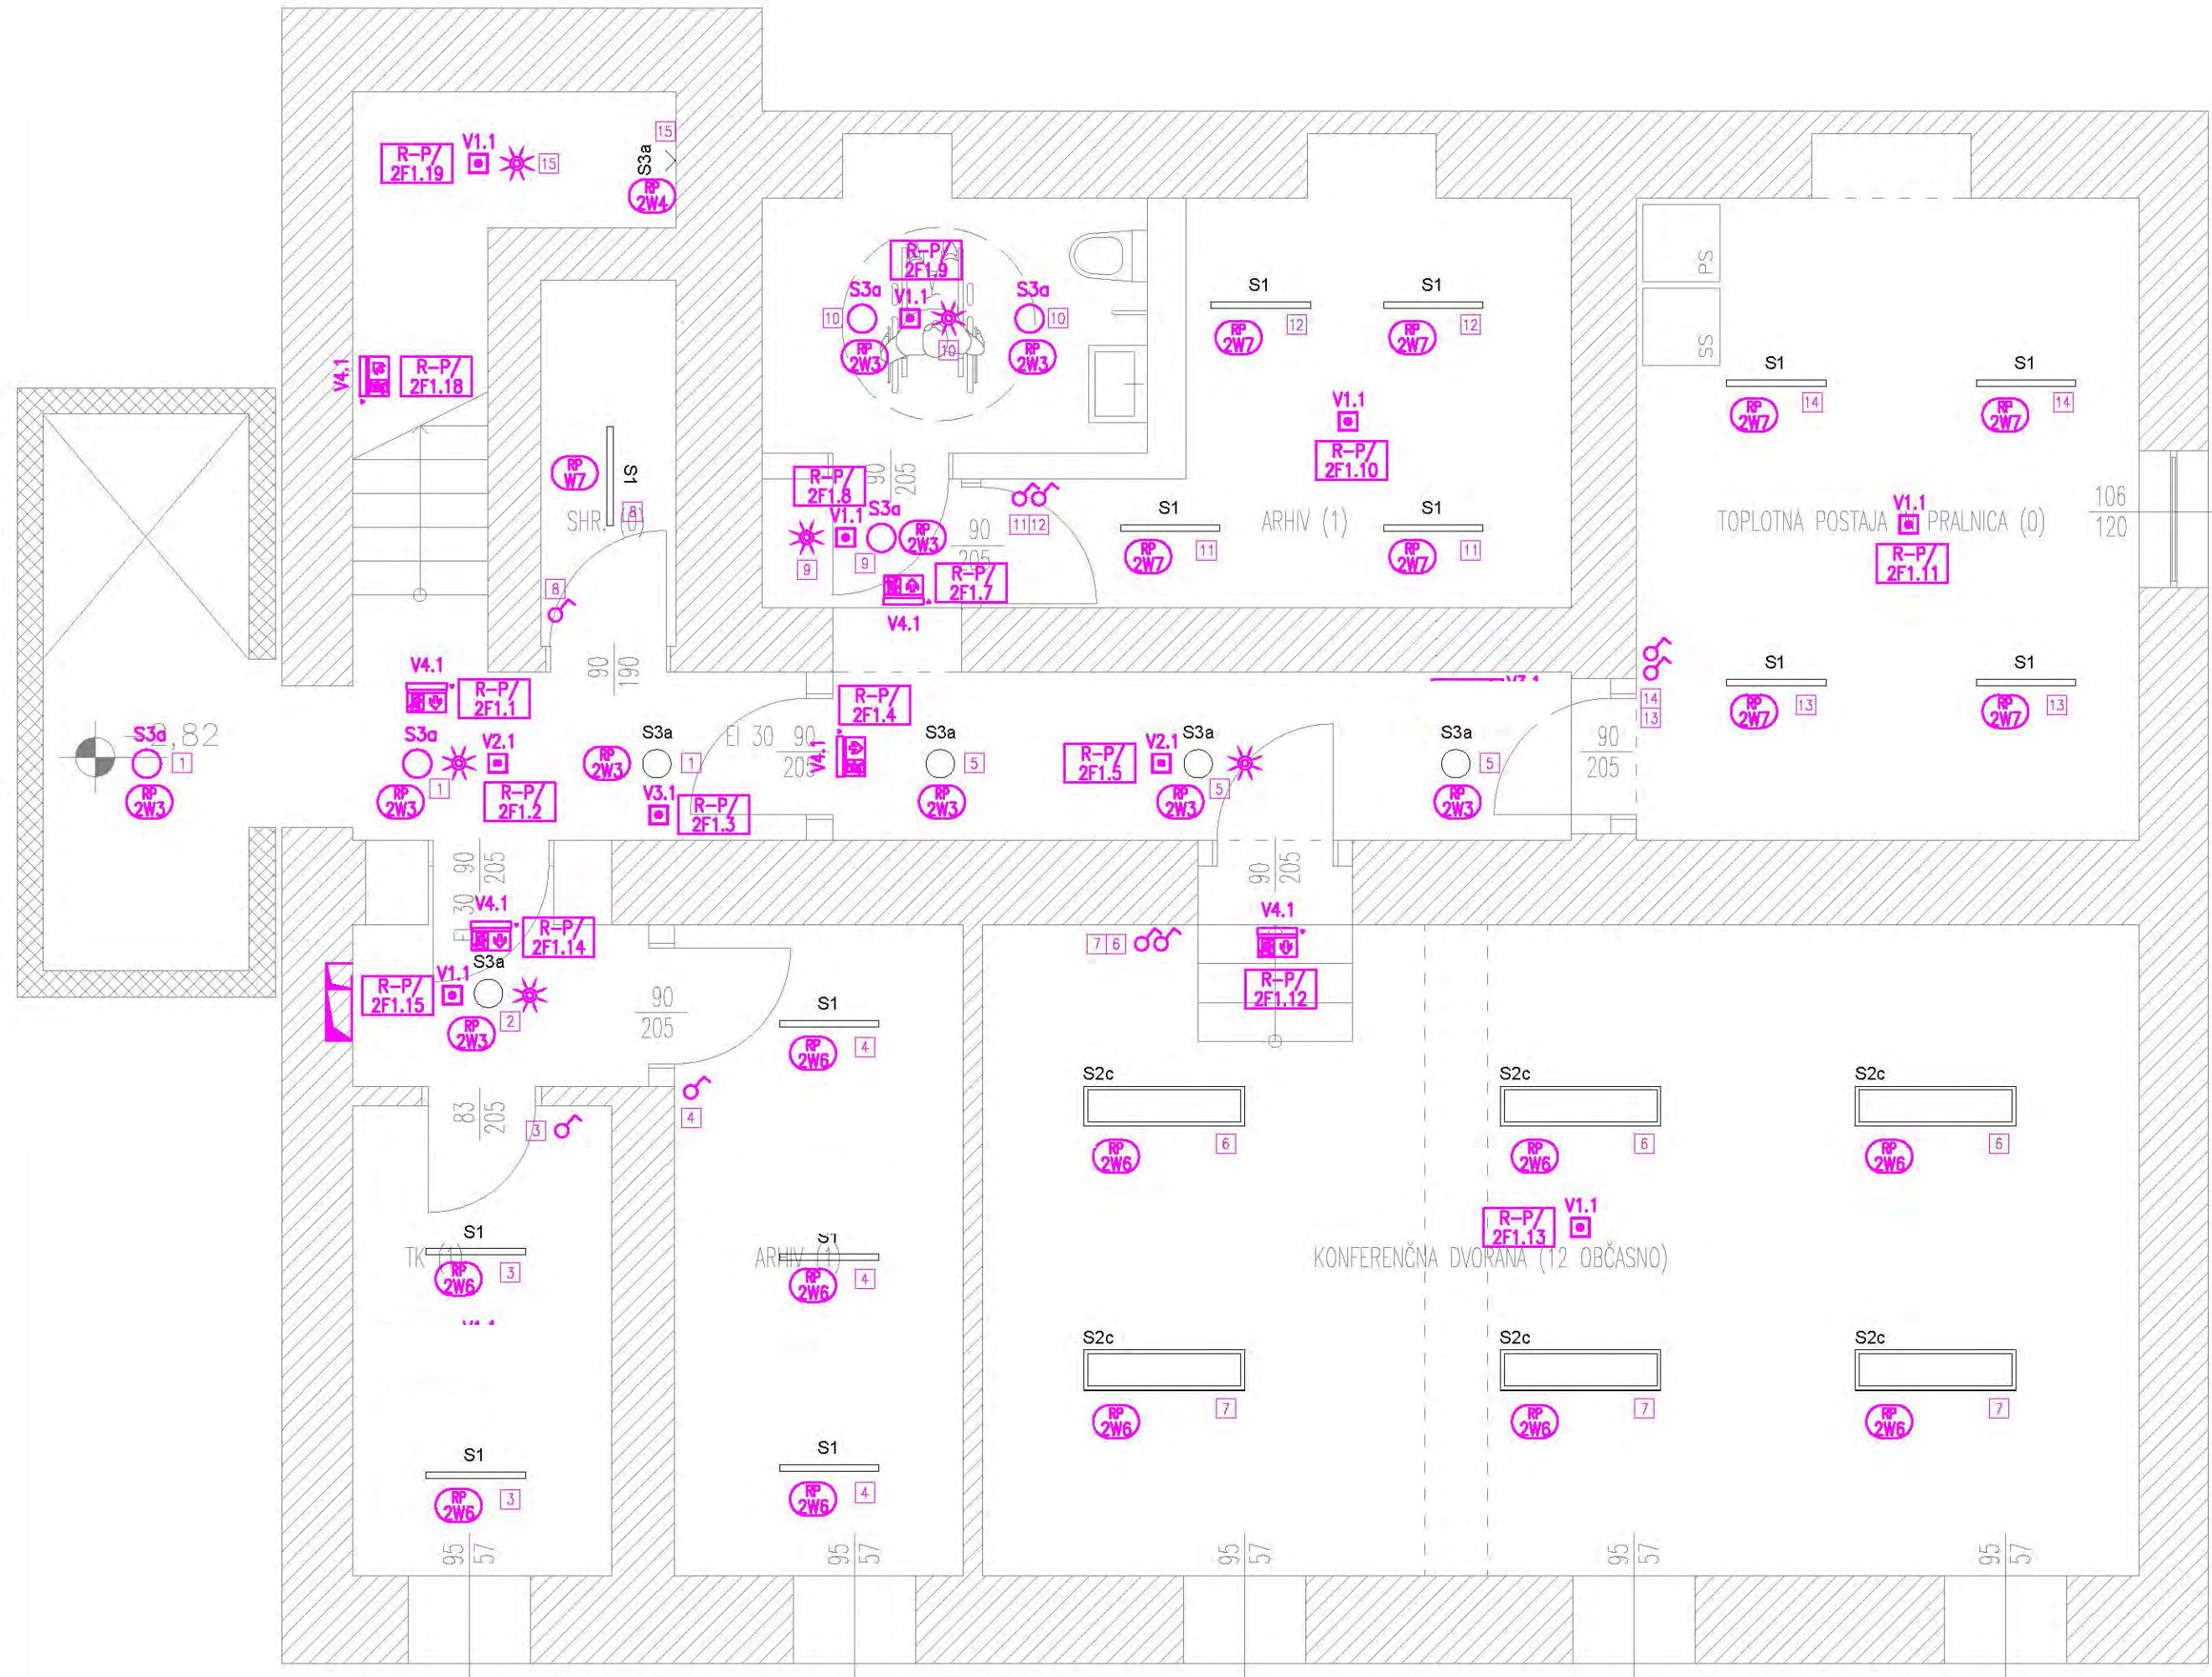 15
V1.1
R-P/
2F1.19
15
S3a
RP
2W4
R-P/
2F1.9
S3a
V1.1
S3a
10
10
10
RP
2W3
RP
2W3
S1
12
RP
2W7
S1
12
RP
2W7
PS
SS
V4.1
R-P/
2F1.18
V1.1
R-P/
2F1.10
S1
14
RP
2W7
S1
14
RP
2W7
RP
W7
S1
8
SHR. (0)
90
205
R-P/
2F1.8
V1.1
S3a
RP
2W3
9
9
11
12
90
205
R-P/
2F1.7
V4.1
S1
11
RP
2W7
ARHIV (1)
S1
11
RP
2W7
TOPLOTNA POSTAJA
V1.1
PRALNICA (0)
R-P/
2F1.11
106
120
8
90
190
V4.1
R-P/
2F1.1
R-P/
2F1.4
14
13
S1
13
RP
2W7
S1
13
RP
2W7
2,82
S3a
1
RP
2W3
S3a
V2.1
1
RP
2W3
R-P/
2F1.2
RP
2W3
S3a
1
V3.1
R-P/
2F1.3
EI 30
90
205
V4.1
S3a
5
RP
2W3
R-P/
2F1.5
V2.1
S3a
5
RP
2W3
S3a
5
RP
2W3
90
205
90
205
EI 30
V4.1
R-P/
2F1.14
S3a
R-P/
2F1.15
V1.1
2
RP
2W3
90
205
90
205
7
6
V4.1
R-P/
2F1.12
S1
4
RP
2W6
4
83
205
3
S2c
6
RP
2W6
S2c
6
RP
2W6
S2c
6
RP
2W6
R-P/
2F1.13
V1.1
KONFERENČNA DVORANA (12 OBČASNO)
TK (1)
S1
3
RP
2W6
ARHIV (1)
S1
4
RP
2W6
V1.1
S2c
7
RP
2W6
S2c
7
RP
2W6
S2c
7
RP
2W6
S1
3
RP
2W6
S1
4
RP
2W6
95
57
95
57
95
57
95
57
95
57